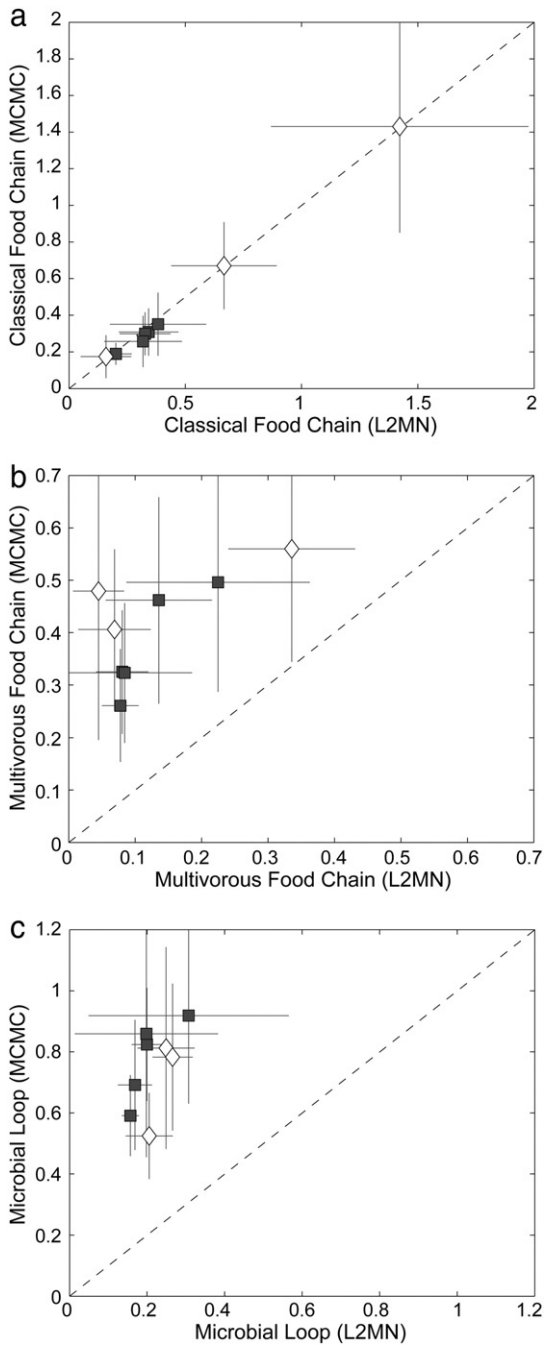 a
2
1.8
1.6
1.4
1.2
1
0.8
0.6
0.4
0.2
0
Classical Food Chain (MCMC)
0 0.5 1 1.5 2
Classical Food Chain (L2MN)
b
0.7
0.6
0.5
0.4
0.3
0.2
0.1
0
Multivorous Food Chain (MCMC)
0 0.1 0.2 0.3 0.4 0.5 0.6 0.7
Multivorous Food Chain (L2MN)
c
1.2
1
0.8
0.6
0.4
0.2
0
Microbial Loop (MCMC)
0 0.2 0.4 0.6 0.8 1 1.2
Microbial Loop (L2MN)